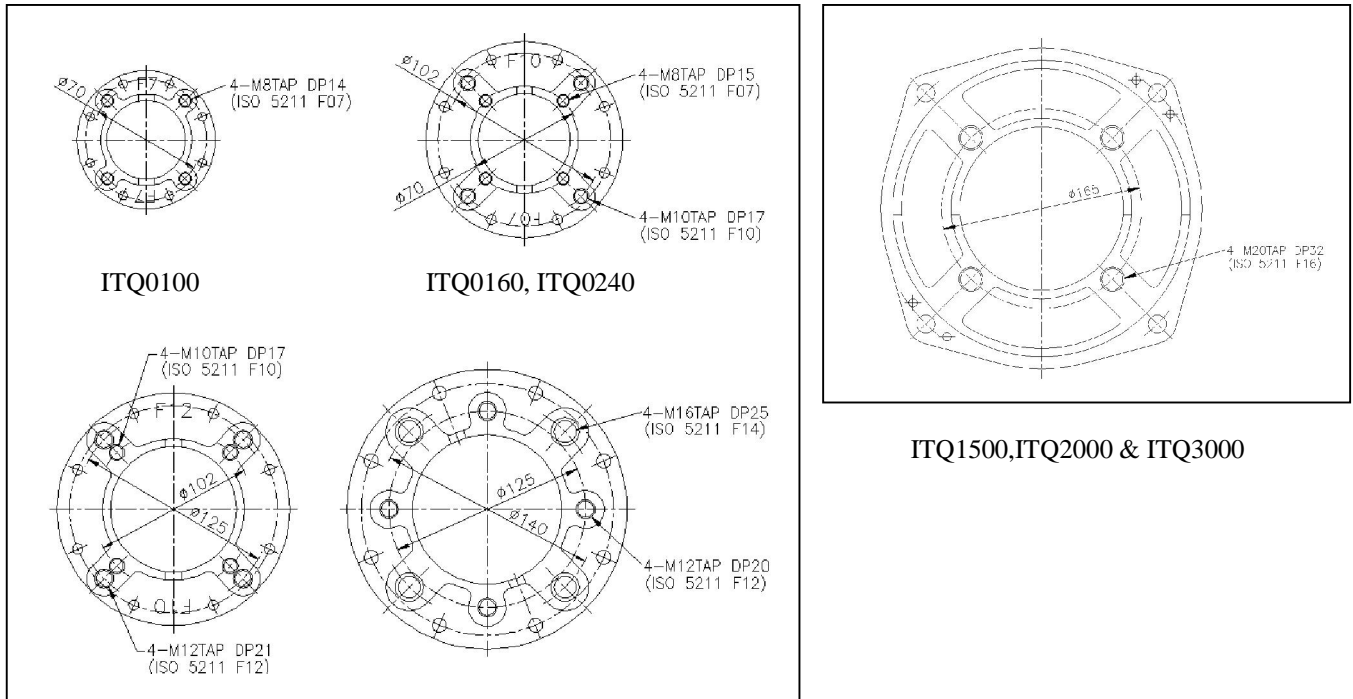 F7
ø70
4-M8TAP DP14
(ISO 5211 F07)
F7
ITQ0100
F10
ø102
4-M8TAP DP15
(ISO 5211 F07)
ø70
F07
4-M10TAP DP17
(ISO 5211 F10)
ITQ0160, ITQ0240
4-M10TAP DP17
(ISO 5211 F10)
F12
ø102
ø125
F10
4-M12TAP DP21
(ISO 5211 F12)
4-M16TAP DP25
(ISO 5211 F14)
ø125
ø140
4-M12TAP DP20
(ISO 5211 F12)
ø165
4-M20TAP DP32
(ISO 5211 F16)
ITQ1500,ITQ2000 & ITQ3000